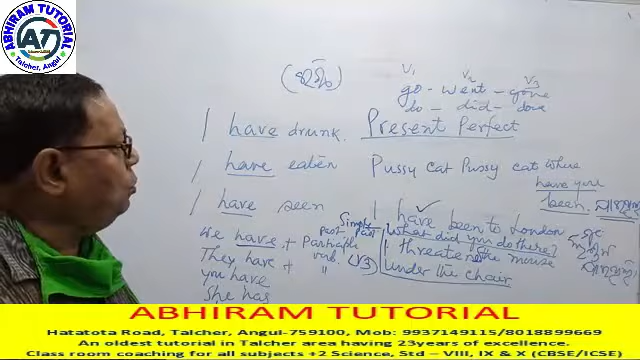 ABHIRAM TUTORIAL
AT
Talcher, Angul
V1 V2 V3
go - went - gone
do - did - done
I have drunk. Present Perfect
I have eaten Pussy cat Pussy cat where
have you
been.
I have seen I have been to London
We have + Past Participle
Simple Past
What did you do there?
They have + verb. (V3)
I threatened the mouse
you have "
under the chair
She has
ABHIRAM TUTORIAL
Hatatota Road, Talcher, Angul-759100, Mob: 9937149115/8018899669
An oldest tutorial in Talcher area having 23years of excellence.
Class room coaching for all subjects +2 Science, Std – VIII, IX & X (CBSE/ICSE)